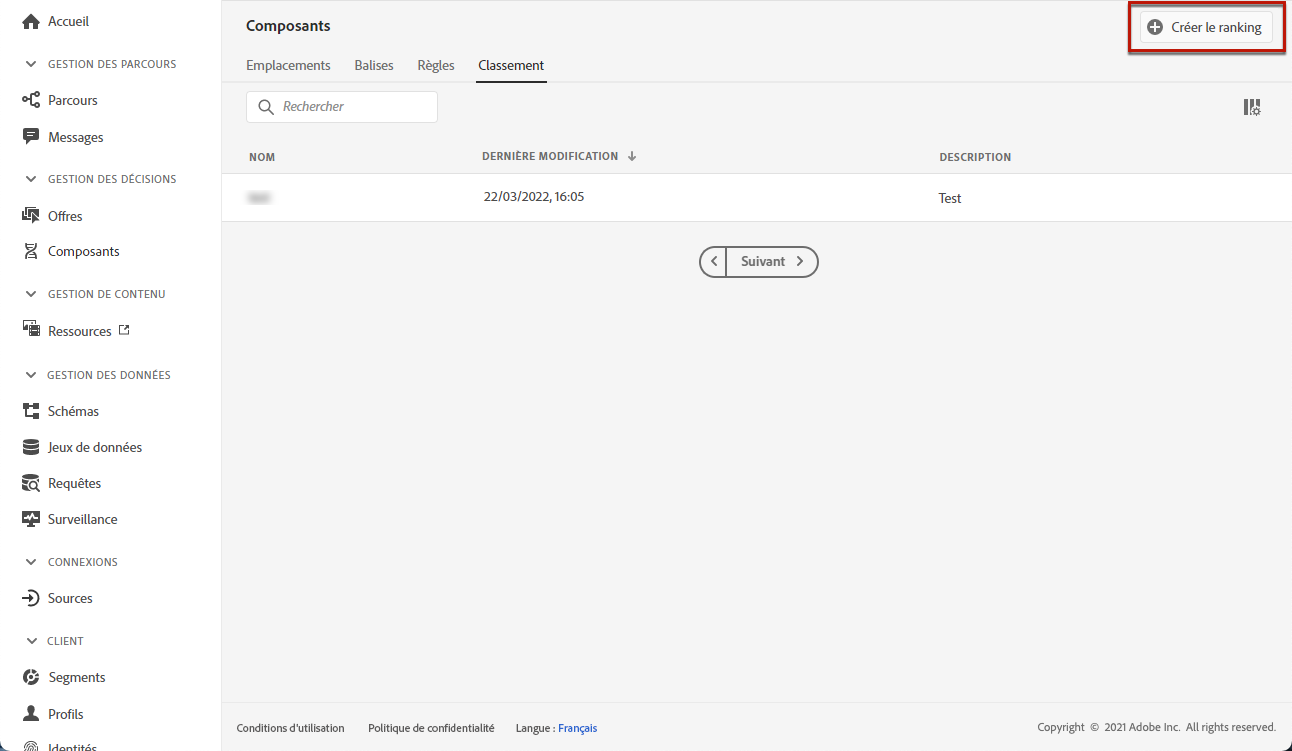 Accueil
GESTION DES PARCOURS
Parcours
Messages
GESTION DES DÉCISIONS
Offres
Composants
GESTION DE CONTENU
Ressources
GESTION DES DONNÉES
Schémas
Jeux de données
Requêtes
Surveillance
CONNEXIONS
Sources
CLIENT
Segments
Profils
Identités
Composants
Créer le ranking
Emplacements Balises Règles Classement
Rechercher
NOM DERNIÈRE MODIFICATION DESCRIPTION
22/03/2022, 16:05 Test
Suivant
Conditions d'utilisation Politique de confidentialité Langue : Français Copyright © 2021 Adobe Inc. All rights reserved.